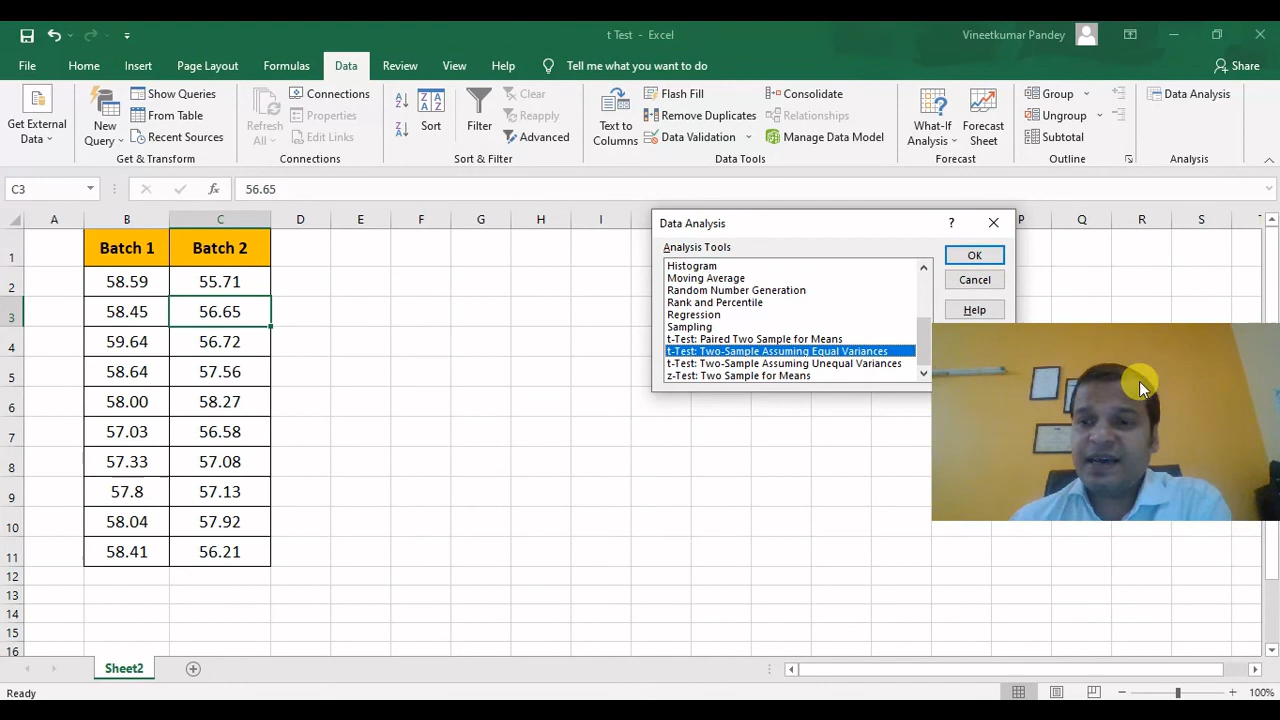 t Test - Excel
Vineetkumar Pandey
File Home Insert Page Layout Formulas Data Review View Help Tell me what you want to do Share
Get External
Data
New
Query
Show Queries
From Table
Recent Sources
Get & Transform
Refresh
All
Connections
Properties
Edit Links
Connections
Sort
Filter
Clear
Reapply
Advanced
Sort & Filter
Text to
Columns
Flash Fill
Remove Duplicates
Data Validation
Consolidate
Relationships
Manage Data Model
Data Tools
What-If
Analysis
Forecast
Sheet
Forecast
Group
Ungroup
Subtotal
Outline
Data Analysis
Analysis
C3 fx 56.65
A B C D E F G H I P Q R S
1 Batch 1 Batch 2
2 58.59 55.71
3 58.45 56.65
4 59.64 56.72
5 58.64 57.56
6 58.00 58.27
7 57.03 56.58
8 57.33 57.08
9 57.8 57.13
10 58.04 57.92
11 58.41 56.21
12
13
14
15
16
Data Analysis ?
Analysis Tools
Histogram
Moving Average
Random Number Generation
Rank and Percentile
Regression
Sampling
t-Test: Paired Two Sample for Means
t-Test: Two-Sample Assuming Equal Variances
t-Test: Two-Sample Assuming Unequal Variances
z-Test: Two Sample for Means
OK
Cancel
Help
Sheet2
Ready
100%